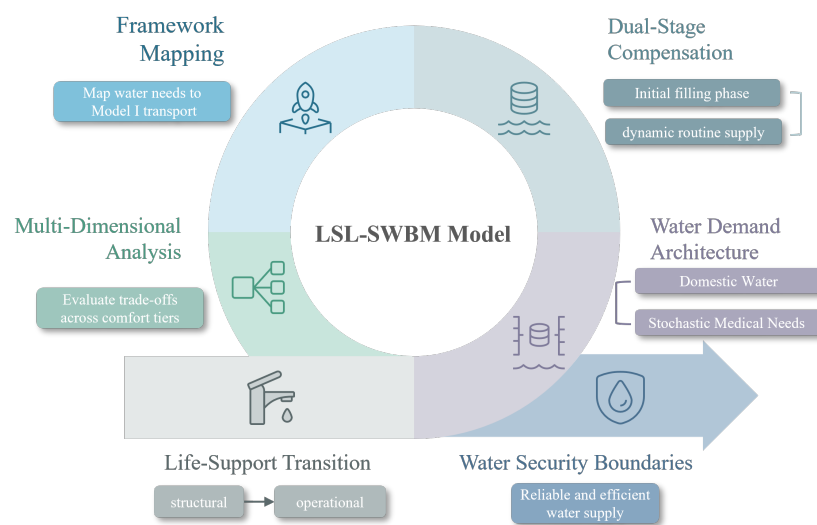 Framework
Mapping
Map water needs to
Model I transport
Dual-Stage
Compensation
Initial filling phase
dynamic routine supply
LSL-SWBM Model
Multi-Dimensional
Analysis
Evaluate trade-offs
across comfort tiers
Water Demand
Architecture
Domestic Water
Stochastic Medical Needs
Life-Support Transition
structural
operational
Water Security Boundaries
Reliable and efficient
water supply